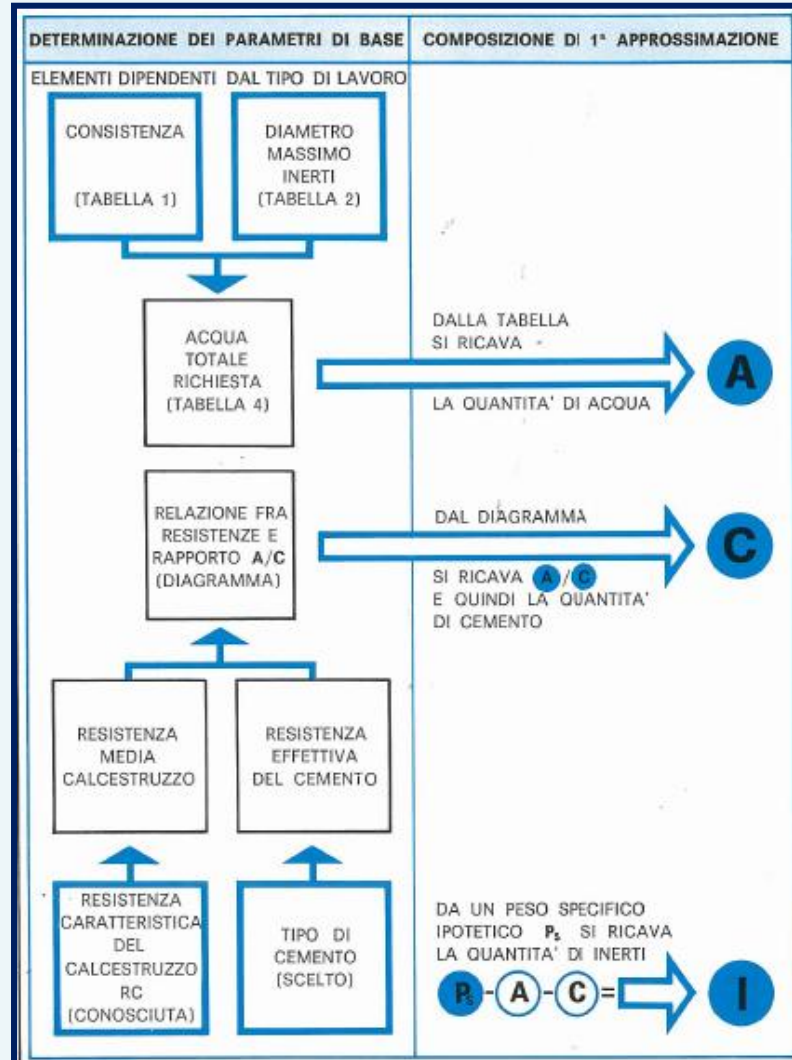 DETERMINAZIONE DEI PARAMETRI DI BASE
COMPOSIZIONE DI 1ª APPROSSIMAZIONE
ELEMENTI DIPENDENTI DAL TIPO DI LAVORO
CONSISTENZA
(TABELLA 1)
DIAMETRO
MASSIMO
INERTI
(TABELLA 2)
ACQUA
TOTALE
RICHIESTA
(TABELLA 4)
DALLA TABELLA
SI RICAVA -
LA QUANTITA' DI ACQUA
A
RELAZIONE FRA
RESISTENZE E
RAPPORTO A/C
(DIAGRAMMA)
DAL DIAGRAMMA
SI RICAVA A/C
E QUINDI LA QUANTITA'
DI CEMENTO
C
RESISTENZA
MEDIA
CALCESTRUZZO
RESISTENZA
EFFETTIVA
DEL CEMENTO
RESISTENZA
CARATTERISTICA
DEL
CALCESTRUZZO
RC
(CONOSCIUTA)
TIPO DI
CEMENTO
(SCELTO)
DA UN PESO SPECIFICO
IPOTETICO Ps SI RICAVA
LA QUANTITA' DI INERTI
Ps-A-C=
I